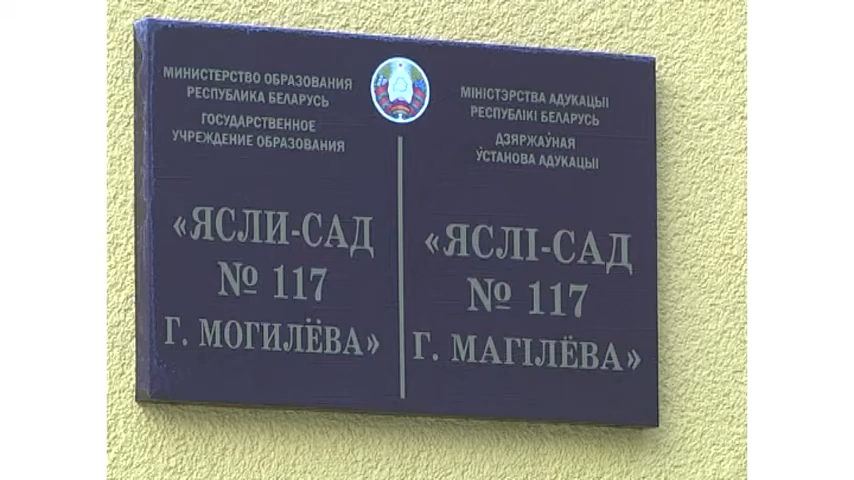 МИНИСТЕРСТВО ОБРАЗОВАНИЯ
РЕСПУБЛИКА БЕЛАРУСЬ
ГОСУДАРСТВЕННОЕ
УЧРЕЖДЕНИЕ ОБРАЗОВАНИЯ
«ЯСЛИ-САД
№ 117
Г. МОГИЛЁВА»
МІНІСТЭРСТВА АДУКАЦЫІ
РЕСПУБЛІКІ БЕЛАРУСЬ
ДЗЯРЖАЎНАЯ
ЎСТАНОВА АДУКАЦЫІ
«ЯСЛІ-САД
№ 117
Г. МАГІЛЁВА»